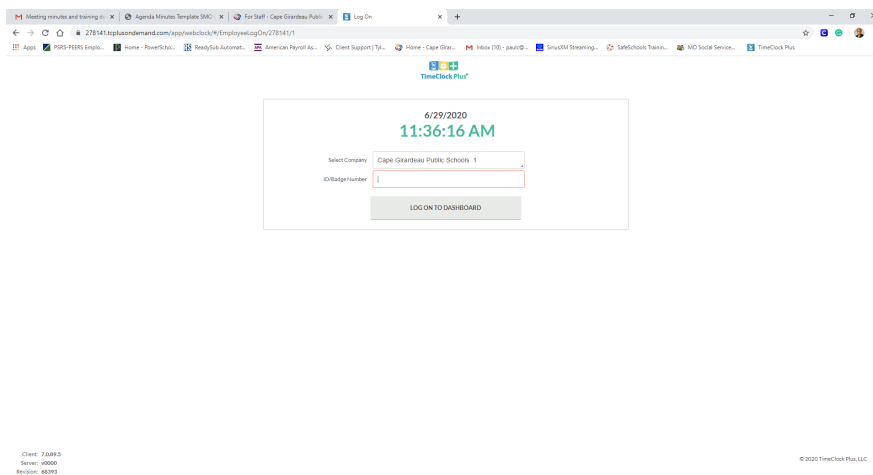 Meeting minutes and training do
Agenda Minutes Template SMO
For Staff - Cape Girardeau Public
Log On
278141.tcplusondemand.com/app/webclock/#/EmployeeLogOn/278141/1
Apps
PSRS-PEERS Emplo...
Home - PowerScho...
ReadySub Automat...
American Payroll As...
Client Support | Tyl...
Home - Cape Girar...
Inbox (10) - paulc@...
SiriusXM Streaming...
SafeSchools Trainin...
MO Social Service...
TimeClock Plus
TimeClock Plus
6/29/2020
11:36:16 AM
Select Company Cape Girardeau Public Schools 1
ID/Badge Number
LOG ON TO DASHBOARD
Client: 7.0.89.5
Server: v0000
Revision: 68393
© 2020 TimeClock Plus, LLC